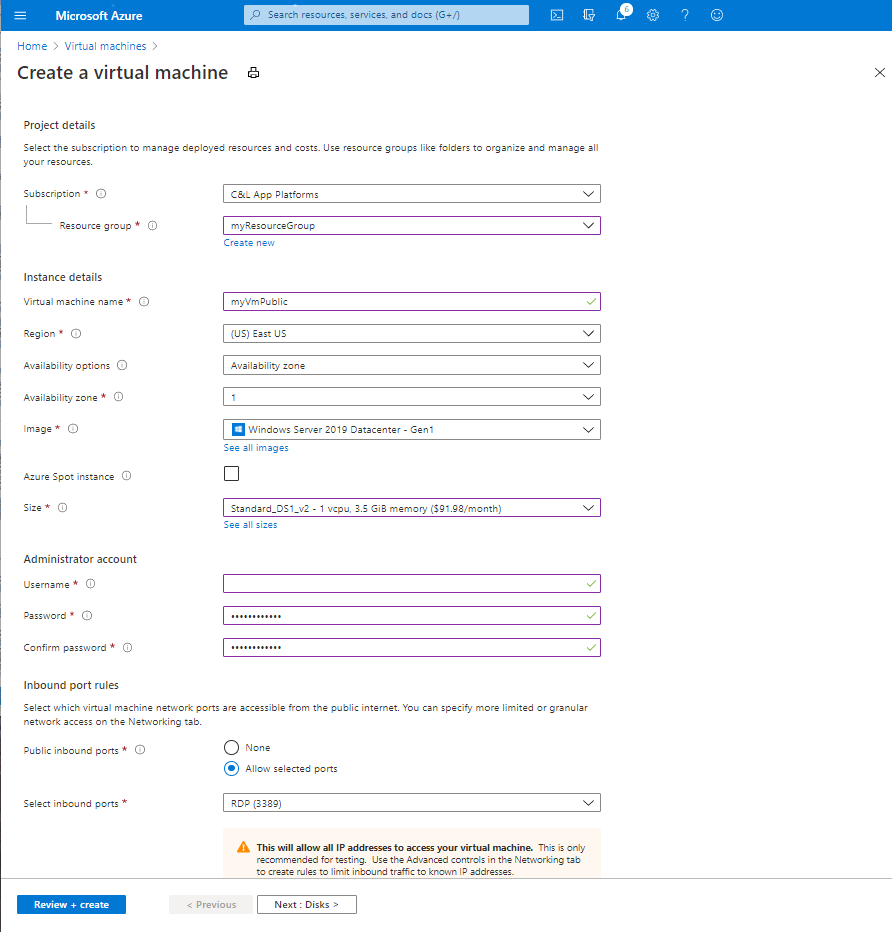 Microsoft Azure
Search resources, services, and docs (G+/)
6
Home > Virtual machines >
Create a virtual machine
Project details
Select the subscription to manage deployed resources and costs. Use resource groups like folders to organize and manage all
your resources.
Subscription *
C&L App Platforms
Resource group *
myResourceGroup
Create new
Instance details
Virtual machine name *
myVmPublic
Region *
(US) East US
Availability options
Availability zone
Availability zone *
1
Image *
Windows Server 2019 Datacenter - Gen1
See all images
Azure Spot instance
Size *
Standard_DS1_v2 - 1 vcpu, 3.5 GiB memory ($91.98/month)
See all sizes
Administrator account
Username *
Password *
••••••••••••
Confirm password *
••••••••••••
Inbound port rules
Select which virtual machine network ports are accessible from the public internet. You can specify more limited or granular
network access on the Networking tab.
Public inbound ports *
None
Allow selected ports
Select inbound ports *
RDP (3389)
This will allow all IP addresses to access your virtual machine. This is only
recommended for testing. Use the Advanced controls in the Networking tab
to create rules to limit inbound traffic to known IP addresses.
Review + create
< Previous
Next : Disks >